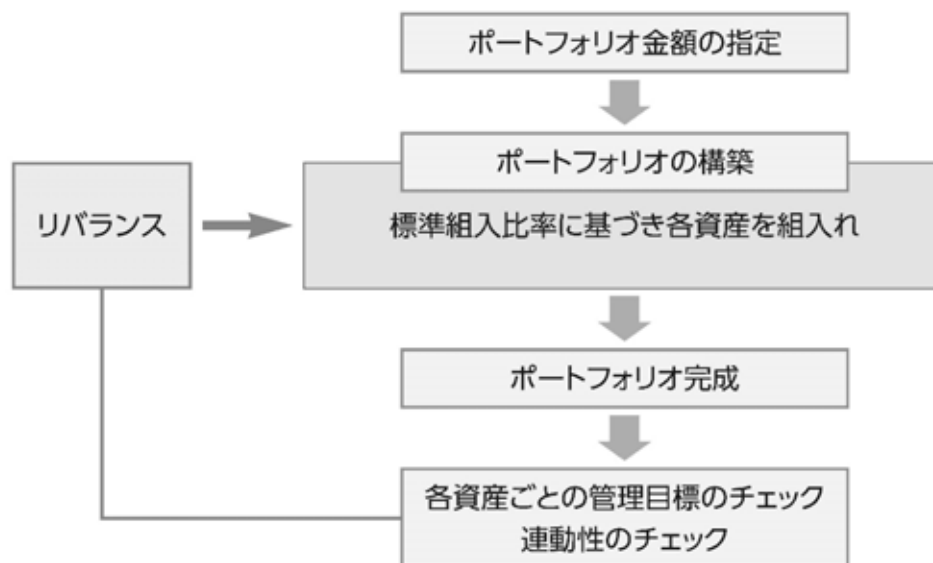 ポートフォリオ金額の指定
ポートフォリオの構築
リバランス
標準組入比率に基づき各資産を組入れ
ポートフォリオ完成
各資産ごとの管理目標のチェック
連動性のチェック